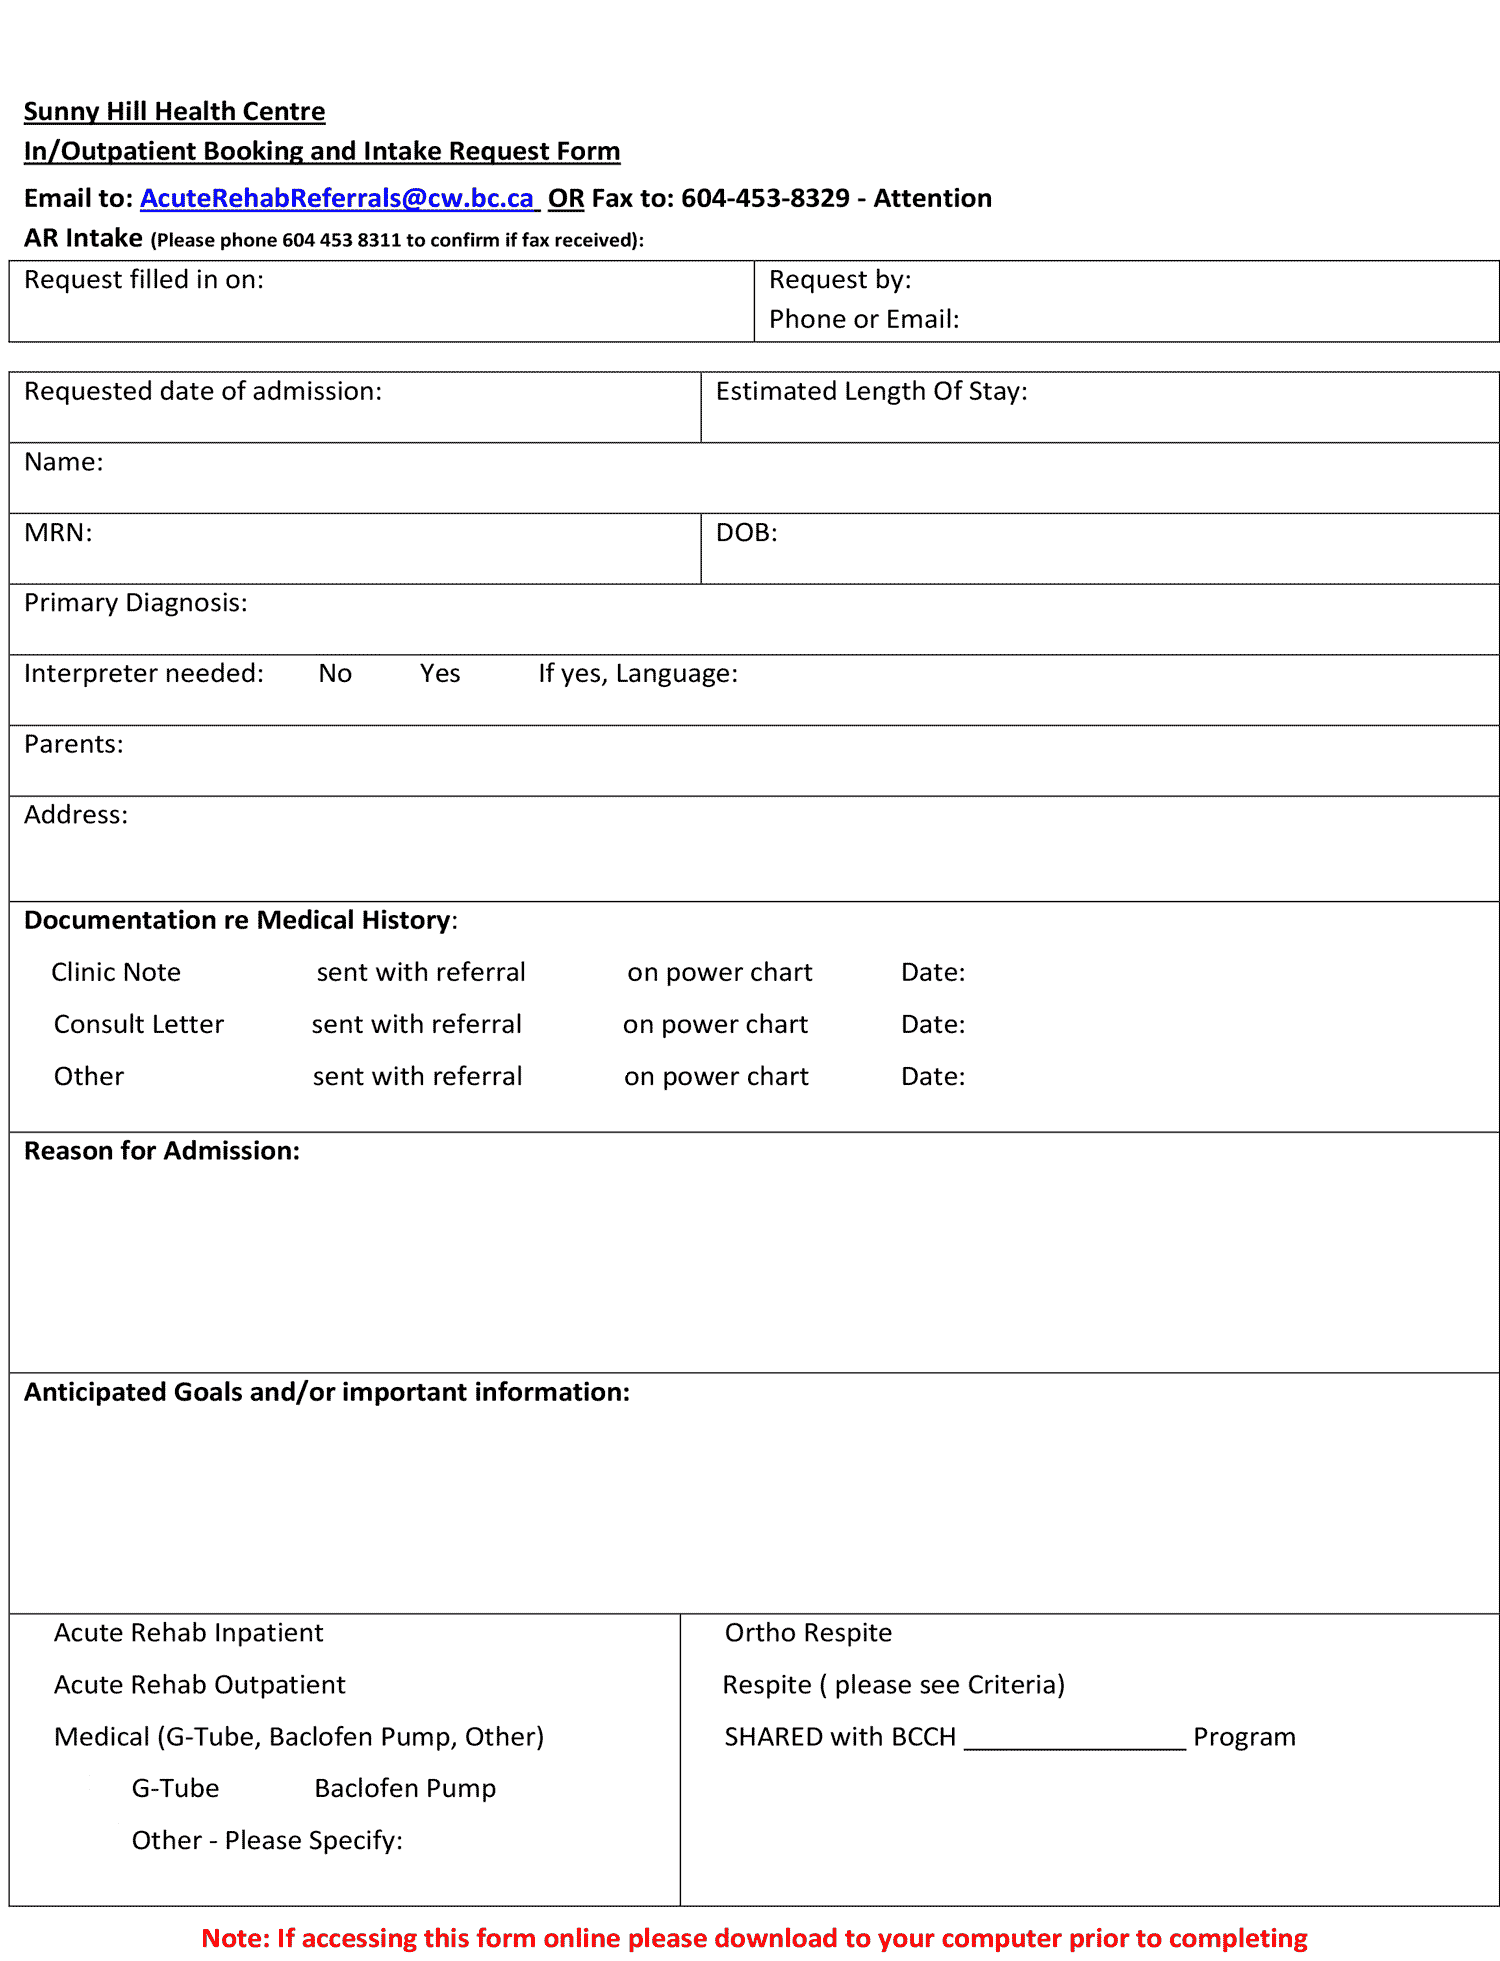 Sunny Hill Health Centre
In/Outpatient Booking and Intake Request Form
Email to: AcuteRehabReferrals@cw.bc.ca OR Fax to: 604-453-8329 - Attention
AR Intake (Please phone 604 453 8311 to confirm if fax received):
Request filled in on:
Request by:
Phone or Email:
Requested date of admission:
Estimated Length Of Stay:
Name:
MRN:
DOB:
Primary Diagnosis:
Interpreter needed: No Yes If yes, Language:
Parents:
Address:
Documentation re Medical History:
Clinic Note sent with referral on power chart Date:
Consult Letter sent with referral on power chart Date:
Other sent with referral on power chart Date:
Reason for Admission:
Anticipated Goals and/or important information:
Acute Rehab Inpatient
Acute Rehab Outpatient
Medical (G-Tube, Baclofen Pump, Other)
G-Tube Baclofen Pump
Other - Please Specify:
Ortho Respite
Respite ( please see Criteria)
SHARED with BCCH ________________ Program
Note: If accessing this form online please download to your computer prior to completing